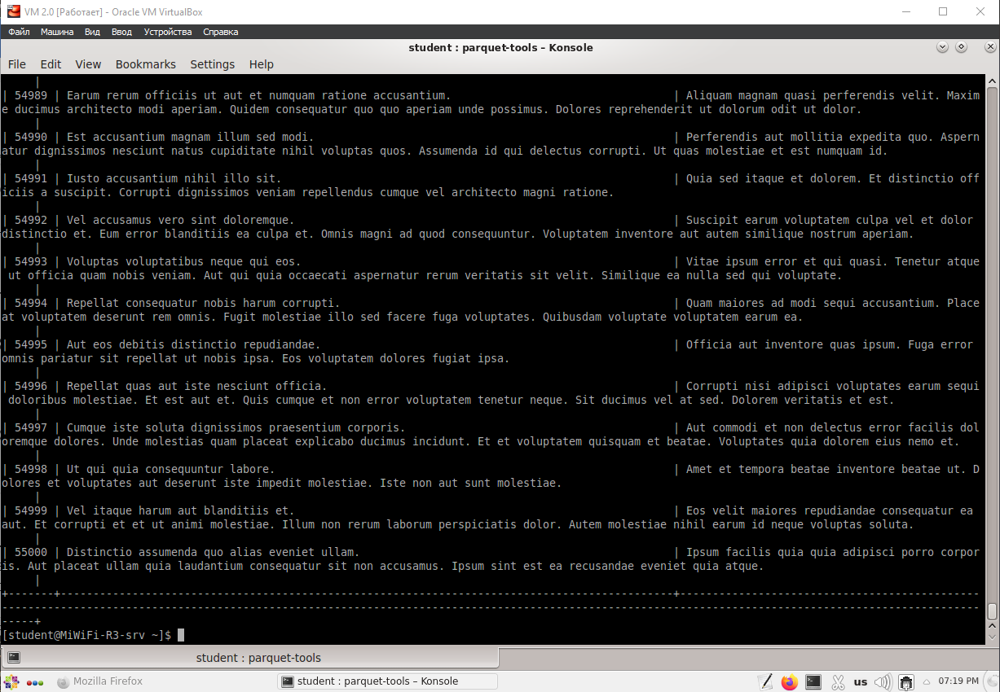 VM 2.0 [Работает] - Oracle VM VirtualBox
Файл Машина Вид Ввод Устройства Справка
student : parquet-tools – Konsole
File Edit View Bookmarks Settings Help
|
| 54989 | Earum rerum officiis ut aut et numquam ratione accusantium. | Aliquam magnam quasi perferendis velit. Maxim
e ducimus architecto modi aperiam. Quidem consequatur quo quo aperiam unde possimus. Dolores reprehenderit ut dolorum odit ut dolor.
|
| 54990 | Est accusantium magnam illum sed modi. | Perferendis aut mollitia expedita quo. Aspern
atur dignissimos nesciunt natus cupiditate nihil voluptas quos. Assumenda id qui delectus corrupti. Ut quas molestiae et est numquam id.
|
| 54991 | Iusto accusantium nihil illo sit. | Quia sed itaque et dolorem. Et distinctio off
iciis a suscipit. Corrupti dignissimos veniam repellendus cumque vel architecto magni ratione.
|
| 54992 | Vel accusamus vero sint doloremque. | Suscipit earum voluptatem culpa vel et dolor
distinctio et. Eum error blanditiis ea culpa et. Omnis magni ad quod consequuntur. Voluptatem inventore aut autem similique nostrum aperiam.
|
| 54993 | Voluptas voluptatibus neque qui eos. | Vitae ipsum error et qui quasi. Tenetur atque
ut officia quam nobis veniam. Aut qui quia occaecati aspernatur rerum veritatis sit velit. Similique ea nulla sed qui voluptate.
|
| 54994 | Repellat consequatur nobis harum corrupti. | Quam maiores ad modi sequi accusantium. Place
at voluptatem deserunt rem omnis. Fugit molestiae illo sed facere fuga voluptates. Quibusdam voluptate voluptatem earum ea.
|
| 54995 | Aut eos debitis distinctio repudiandae. | Officia aut inventore quas ipsum. Fuga error
omnis pariatur sit repellat ut nobis ipsa. Eos voluptatem dolores fugiat ipsa.
|
| 54996 | Repellat quas aut iste nesciunt officia. | Corrupti nisi adipisci voluptates earum sequi
doloribus molestiae. Et est aut et. Quis cumque et non error voluptatem tenetur neque. Sit ducimus vel at sed. Dolorem veritatis et est.
|
| 54997 | Cumque iste soluta dignissimos praesentium corporis. | Aut commodi et non delectus error facilis dol
oremque dolores. Unde molestias quam placeat explicabo ducimus incidunt. Et et voluptatem quisquam et beatae. Voluptates quia dolorem eius nemo et.
|
| 54998 | Ut qui quia consequuntur labore. | Amet et tempora beatae inventore beatae ut. D
olores et voluptates aut deserunt iste impedit molestiae. Iste non aut sunt molestiae.
|
| 54999 | Vel itaque harum aut blanditiis et. | Eos velit maiores repudiandae consequatur ea
aut. Et corrupti et et ut animi molestiae. Illum non rerum laborum perspiciatis dolor. Autem molestiae nihil earum id neque voluptas soluta.
|
| 55000 | Distinctio assumenda quo alias eveniet ullam. | Ipsum facilis quia quia adipisci porro corpor
is. Aut placeat ullam quia laudantium consequatur sit non accusamus. Ipsum sint est ea recusandae eveniet quia atque.
|
+-------+----------------------------------------------------------------------------------------------+----------------------------------------------
------------------------------------------------------------------------------------------------------------------------------------------------------
-----+
[student@MiWiFi-R3-srv ~]$
student : parquet-tools
Mozilla Firefox
student : parquet-tools – Konsole
us
07:19 PM